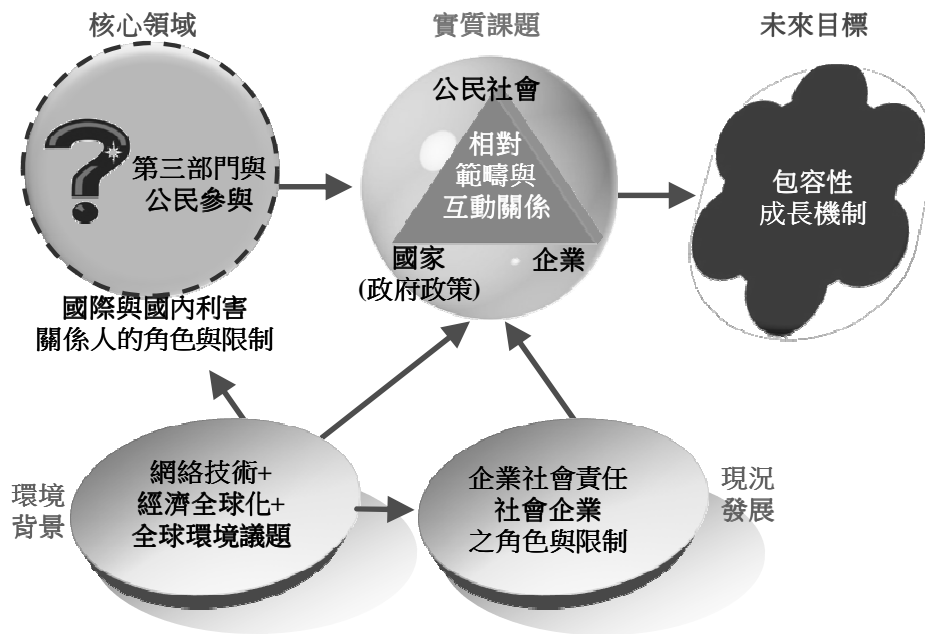 核心領域
實質課題
未來目標
第三部門與
公民參與
公民社會
相對
範疇與
互動關係
國家
(政府政策)
企業
包容性
成長機制
國際與國內利害
關係人的角色與限制
環境
背景
網絡技術+
經濟全球化+
全球環境議題
企業社會責任
社會企業
之角色與限制
現況
發展